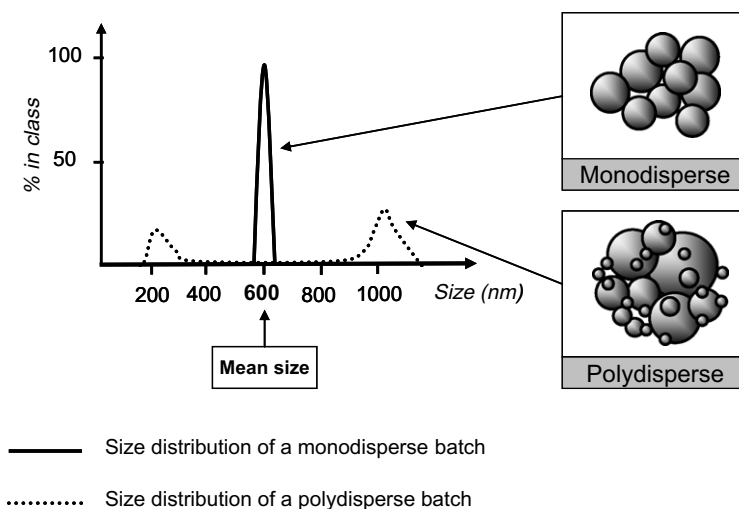 100
50
% in class
200 400 600 800 1000 Size (nm)
Mean size
Monodisperse
Polydisperse
Size distribution of a monodisperse batch
Size distribution of a polydisperse batch